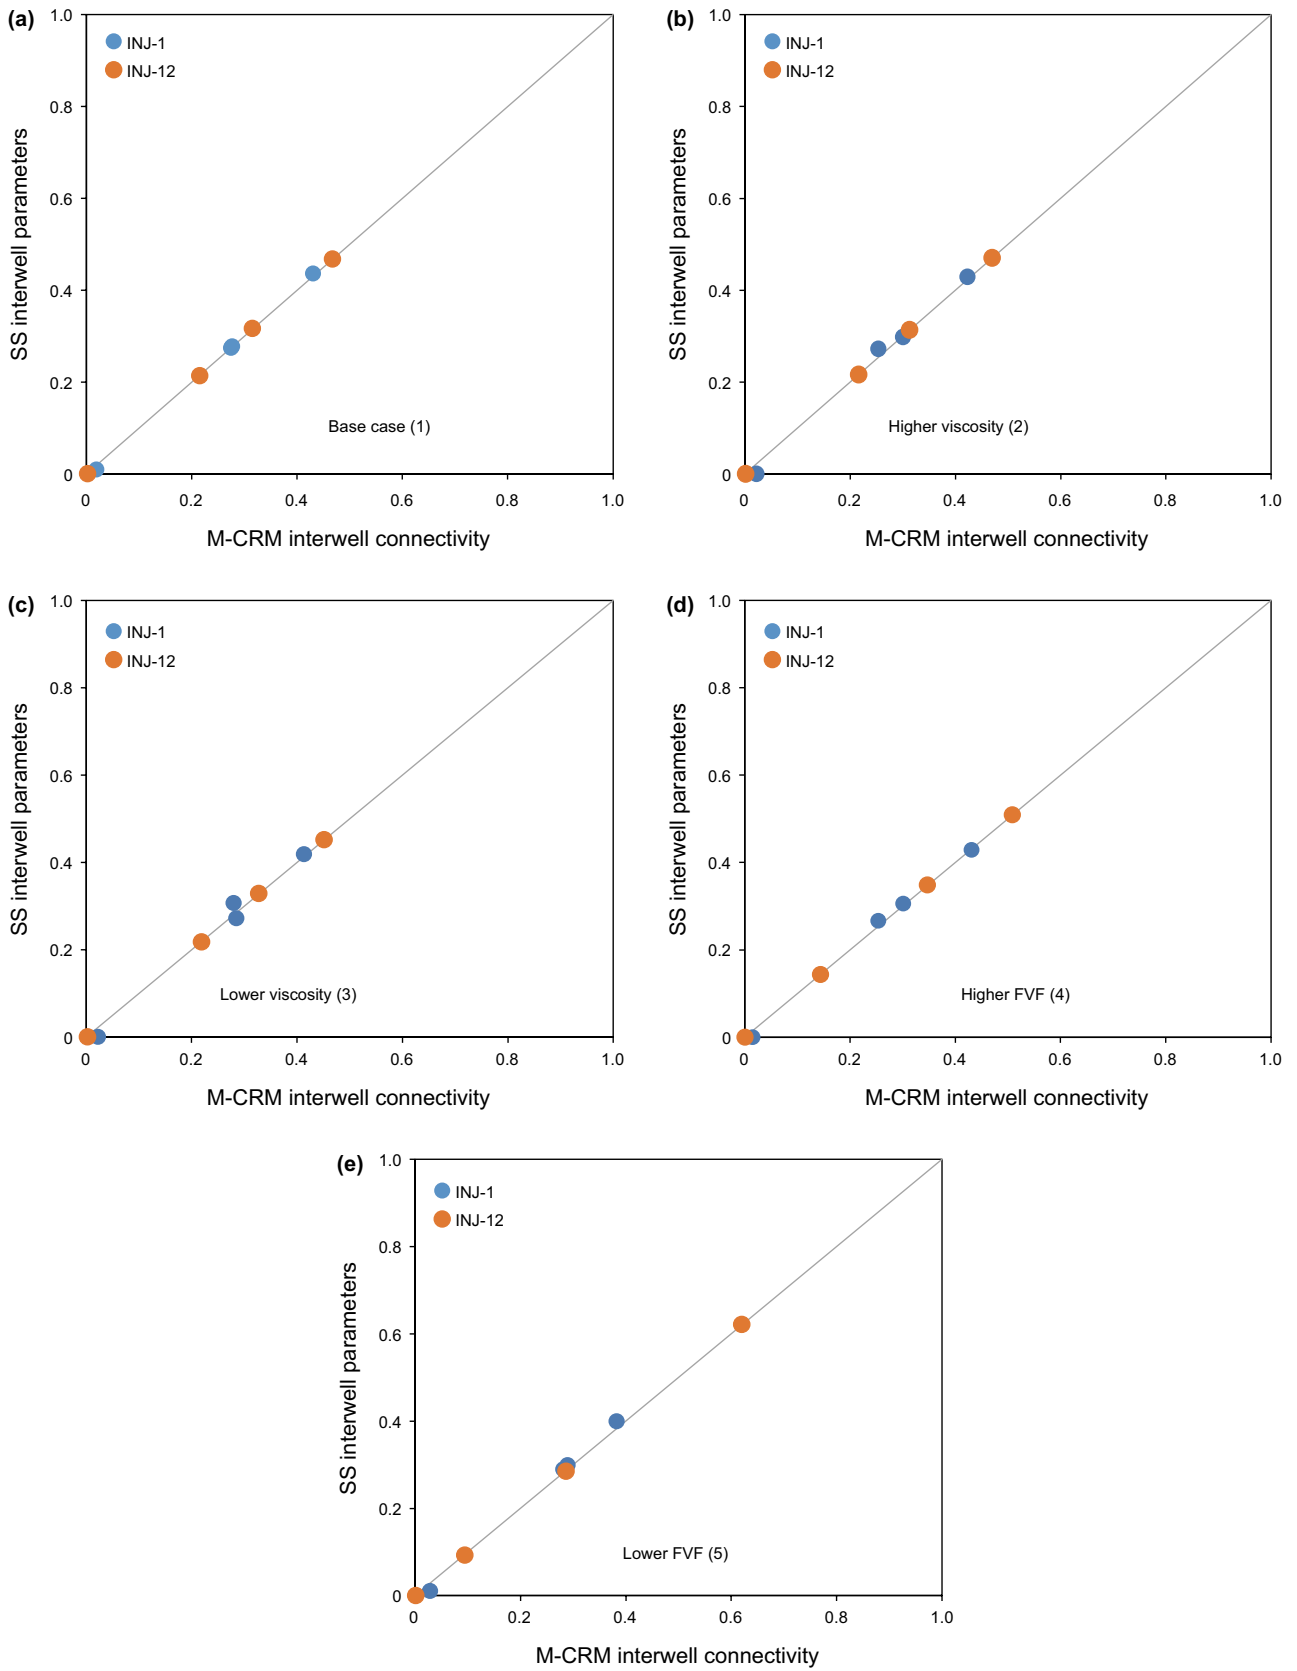 (a)
1.0
0.8
0.6
0.4
0.2
0
SS interwell parameters
INJ-1
INJ-12
Base case (1)
0 0.2 0.4 0.6 0.8 1.0
M-CRM interwell connectivity
(b)
1.0
0.8
0.6
0.4
0.2
0
SS interwell parameters
INJ-1
INJ-12
Higher viscosity (2)
0 0.2 0.4 0.6 0.8 1.0
M-CRM interwell connectivity
(c)
1.0
0.8
0.6
0.4
0.2
0
SS interwell parameters
INJ-1
INJ-12
Lower viscosity (3)
0 0.2 0.4 0.6 0.8 1.0
M-CRM interwell connectivity
(d)
1.0
0.8
0.6
0.4
0.2
0
SS interwell parameters
INJ-1
INJ-12
Higher FVF (4)
0 0.2 0.4 0.6 0.8 1.0
M-CRM interwell connectivity
(e)
1.0
0.8
0.6
0.4
0.2
0
SS interwell parameters
INJ-1
INJ-12
Lower FVF (5)
0 0.2 0.4 0.6 0.8 1.0
M-CRM interwell connectivity